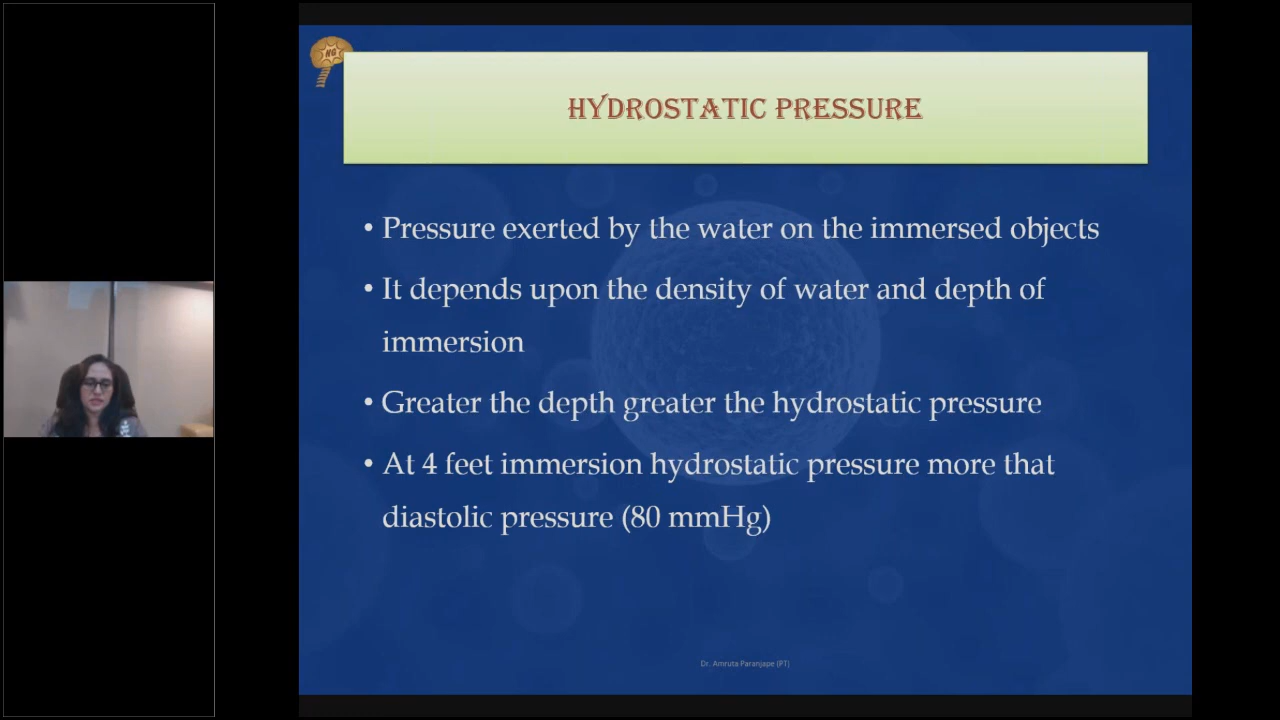 NG
HYDROSTATIC PRESSURE
• Pressure exerted by the water on the immersed objects
• It depends upon the density of water and depth of
immersion
• Greater the depth greater the hydrostatic pressure
• At 4 feet immersion hydrostatic pressure more that
diastolic pressure (80 mmHg)
Dr. Amruta Paranjape (PT)